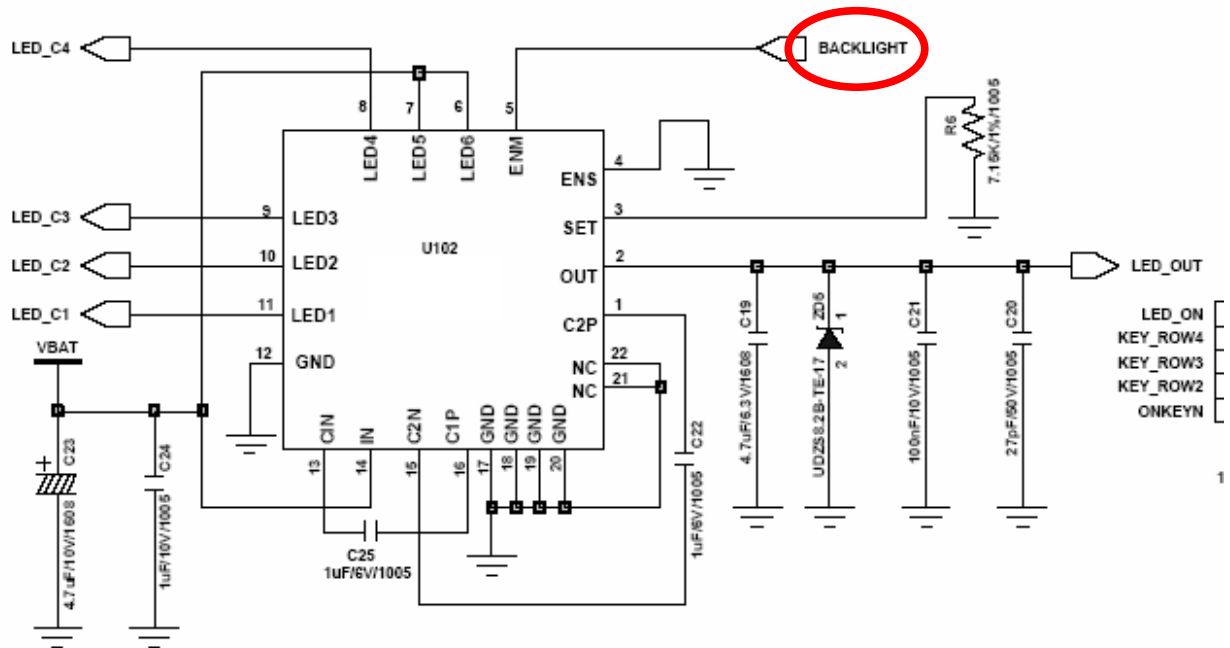 LED_C4
BACKLIGHT
8
7
6
5
R6
7.15K/1%/1005
LED4
LED5
LED6
ENM
4
ENS
LED_C3
9
LED3
3
SET
U102
LED_C2
10
LED2
2
OUT
LED_OUT
LED_C1
11
LED1
1
C2P
C19
ZD5
1
C21
C20
LED_ON
VBAT
12
GND
22
NC
21
NC
2
KEY_ROW4
KEY_ROW3
KEY_ROW2
ONKEYN
4.7uF/6.3V/1608
UDZS8.2B-TE-17
100nF/10V/1005
27pF/50V/1005
CIN
IN
C2N
C1P
GND
GND
GND
GND
C22
1uF/6V/1005
13
14
15
16
17
18
19
20
+
C23
4.7uF/10V/1608
C24
1uF/10V/1005
C25
1uF/6V/1005
1